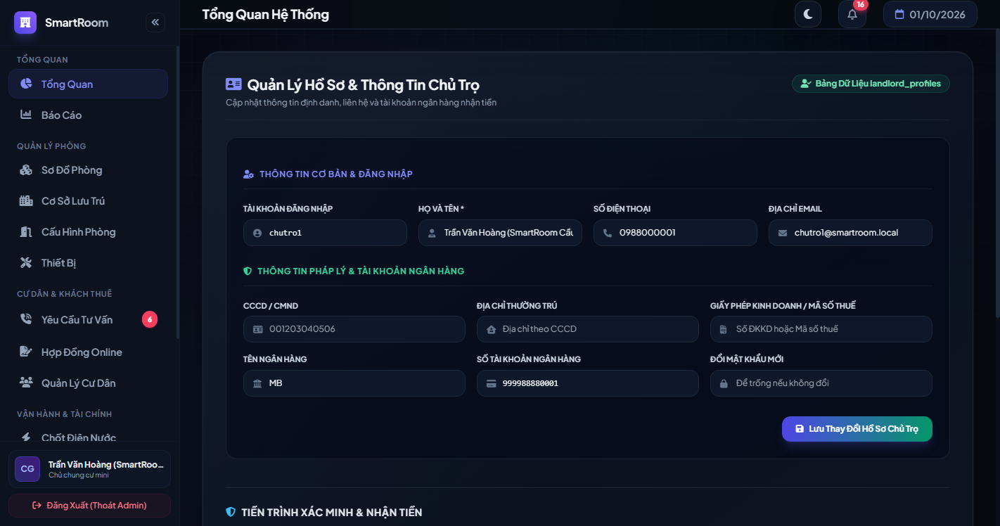 SmartRoom
TỔNG QUAN
Tổng Quan
Báo Cáo
QUẢN LÝ PHÒNG
Sơ Đồ Phòng
Cơ Sở Lưu Trú
Cấu Hình Phòng
Thiết Bị
CƯ DÂN & KHÁCH THUÊ
Yêu Cầu Tư Vấn
6
Hợp Đồng Online
Quản Lý Cư Dân
VẬN HÀNH & TÀI CHÍNH
Chốt Điện Nước
CG
Trần Văn Hoàng (SmartRoo...
Chủ chung cư mini
Đăng Xuất (Thoát Admin)
Tổng Quan Hệ Thống
16
01/10/2026
Quản Lý Hồ Sơ & Thông Tin Chủ Trọ
Cập nhật thông tin định danh, liên hệ và tài khoản ngân hàng nhận tiền
Bảng Dữ Liệu landlord_profiles
THÔNG TIN CƠ BẢN & ĐĂNG NHẬP
TÀI KHOẢN ĐĂNG NHẬP
HỌ VÀ TÊN *
SỐ ĐIỆN THOẠI
ĐỊA CHỈ EMAIL
chutro1
Trần Văn Hoàng (SmartRoom Cầu
0988000001
chutro1@smartroom.local
THÔNG TIN PHÁP LÝ & TÀI KHOẢN NGÂN HÀNG
CCCD / CMND
ĐỊA CHỈ THƯỜNG TRÚ
GIẤY PHÉP KINH DOANH / MÃ SỐ THUẾ
001203040506
Địa chỉ theo CCCD
Số ĐKKD hoặc Mã số thuế
TÊN NGÂN HÀNG
SỐ TÀI KHOẢN NGÂN HÀNG
ĐỔI MẬT KHẨU MỚI
MB
999988880001
Để trống nếu không đổi
Lưu Thay Đổi Hồ Sơ Chủ Trọ
TIẾN TRÌNH XÁC MINH & NHẬN TIỀN